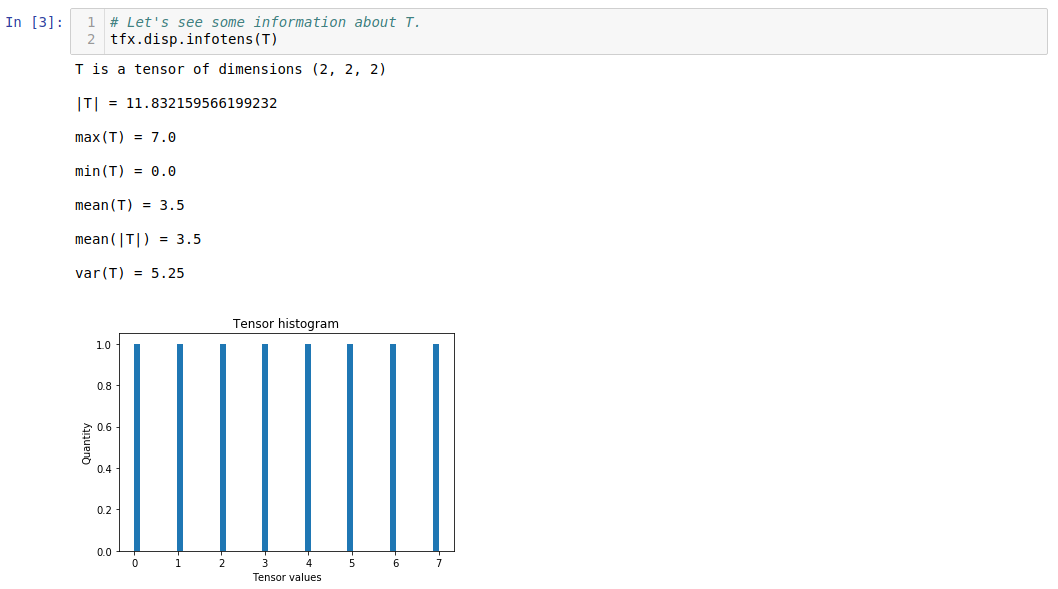 In [3]:
1 # Let's see some information about T.
2 tfx.disp.infotens(T)
T is a tensor of dimensions (2, 2, 2)
|T| = 11.832159566199232
max(T) = 7.0
min(T) = 0.0
mean(T) = 3.5
mean(|T|) = 3.5
var(T) = 5.25
Tensor histogram
1.0
0.8
0.6
0.4
0.2
0.0
Quantity
0 1 2 3 4 5 6 7
Tensor values